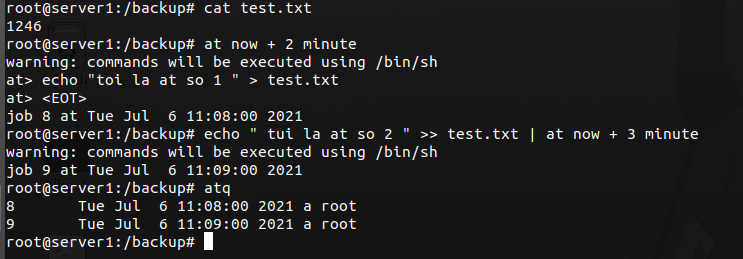 root@server1:/backup# cat test.txt
1246
root@server1:/backup# at now + 2 minute
warning: commands will be executed using /bin/sh
at> echo "toi la at so 1 " > test.txt
at> <EOT>
job 8 at Tue Jul  6 11:08:00 2021
root@server1:/backup# echo " tui la at so 2 " >> test.txt | at now + 3 minute
warning: commands will be executed using /bin/sh
job 9 at Tue Jul  6 11:09:00 2021
root@server1:/backup# atq
8       Tue Jul  6 11:08:00 2021 a root
9       Tue Jul  6 11:09:00 2021 a root
root@server1:/backup#